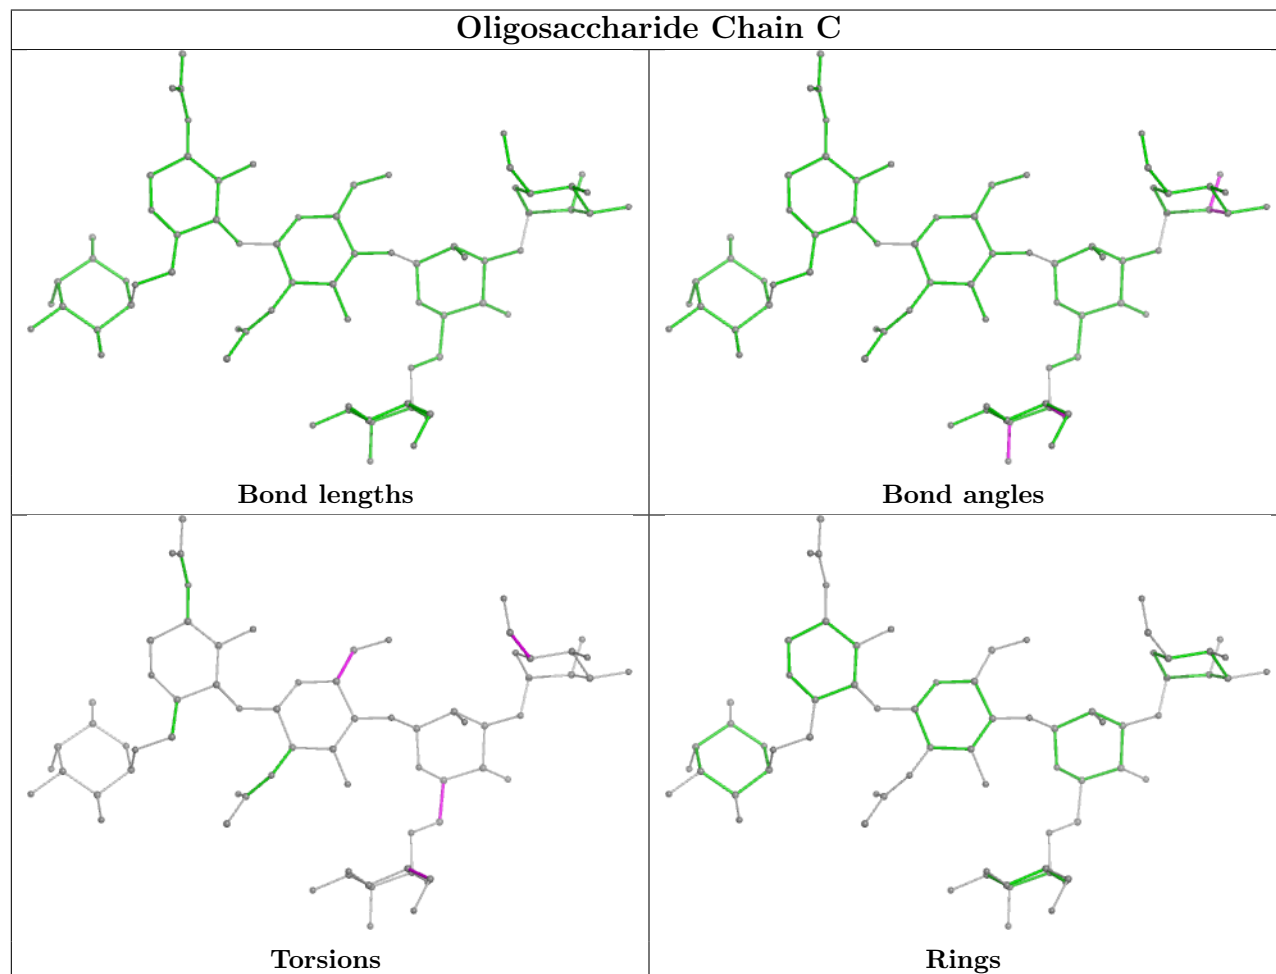 Oligosaccharide Chain C
Bond lengths
Bond angles
Torsions
Rings